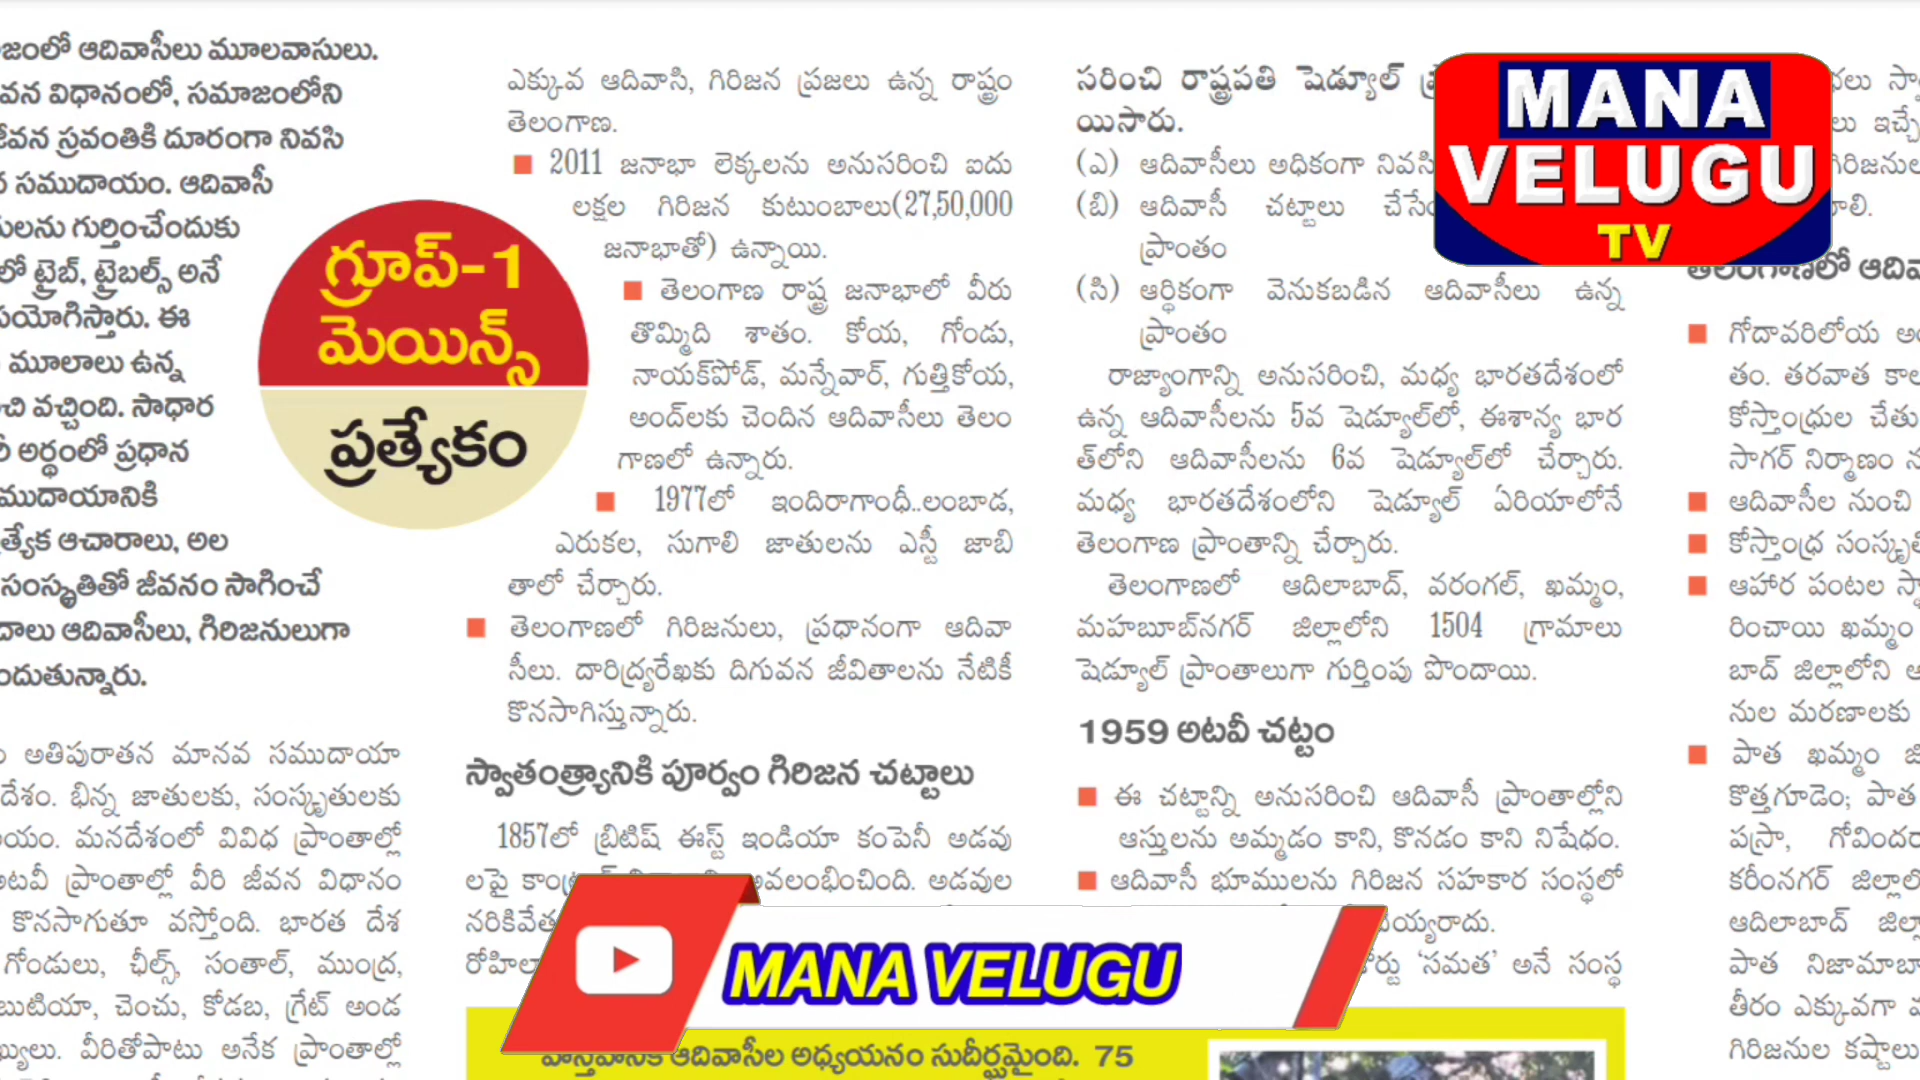 ఆదివాసీలు మూలవాసులు.
విధానంలో, సమాజంలోని
స్రవంతికి దూరంగా నివసి
సముదాయం. ఆదివాసీ
గుర్తించేందుకు
ట్రైబ్, ట్రైబల్స్ అనే
ఈ
మూలాలు ఉన్న
వచ్చింది. సాధార
అర్థంలో ప్రధాన
ఆచారాలు, అల
సంస్కృతితో జీవనం సాగించే
ఆదివాసీలు, గిరిజనులుగా
అతిపురాతన మానవ సముదాయా
దేశం. భిన్న జాతులకు, సంస్కృతులకు
మనదేశంలో వివిధ ప్రాంతాల్లో
ప్రాంతాల్లో వీరి జీవన విధానం
కొనసాగుతూ వస్తోంది. భారత దేశ
గోండులు, భీల్స్, సంతాల్, ముంద్ర,
చెంచు, కోడబ, గ్రేట్ అండ
వీరితోపాటు అనేక ప్రాంతాల్లో
గ్రూప్-1
మెయిన్స్
ప్రత్యేకం
ఎక్కువ ఆదివాసి, గిరిజన ప్రజలు ఉన్న రాష్ట్రం
తెలంగాణ.
■ 2011 జనాభా లెక్కలను అనుసరించి ఐదు
లక్షల గిరిజన కుటుంబాలు(27,50,000
జనాభాతో) ఉన్నాయి.
■ తెలంగాణ రాష్ట్ర జనాభాలో వీరు
తొమ్మిది శాతం. కోయ, గోండు,
నాయక్‌పోడ్, మన్నేవార్, గుత్తికోయ,
అంద్‌లకు చెందిన ఆదివాసీలు తెలం
గాణలో ఉన్నారు.
■ 1977లో ఇందిరాగాంధీ..లంబాడ,
ఎరుకల, సుగాలి జాతులను ఎస్టీ జాబి
తాలో చేర్చారు.
■ తెలంగాణలో గిరిజనులు, ప్రధానంగా ఆదివా
సీలు. దారిద్ర్యరేఖకు దిగువన జీవితాలను నేటికీ
కొనసాగిస్తున్నారు.
స్వాతంత్ర్యానికి పూర్వం గిరిజన చట్టాలు
1857లో బ్రిటిష్ ఈస్ట్ ఇండియా కంపెనీ అడవు
లపై అవలంభించింది. అడవుల
సరించి రాష్ట్రపతి షెడ్యూల్
యిసారు.
(ఎ) ఆదివాసీలు అధికంగా
(బి) ఆదివాసీ చట్టాలు
ప్రాంతం
(సి) ఆర్థికంగా వెనుకబడిన ఆదివాసీలు ఉన్న
ప్రాంతం
రాజ్యాంగాన్ని అనుసరించి, మధ్య భారతదేశంలో
ఉన్న ఆదివాసీలను 5వ షెడ్యూల్‌లో, ఈశాన్య భార
త్‌లోని ఆదివాసీలను 6వ షెడ్యూల్‌లో చేర్చారు.
మధ్య భారతదేశంలోని షెడ్యూల్ ఏరియాలోనే
తెలంగాణ ప్రాంతాన్ని చేర్చారు.
తెలంగాణలో ఆదిలాబాద్, వరంగల్, ఖమ్మం,
మహబూబ్‌నగర్ జిల్లాలోని 1504 గ్రామాలు
షెడ్యూల్ ప్రాంతాలుగా గుర్తింపు పొందాయి.
1959 అటవీ చట్టం
■ ఈ చట్టాన్ని అనుసరించి ఆదివాసీ ప్రాంతాల్లోని
ఆస్తులను అమ్మడం కాని, కొనడం కాని నిషేధం.
■ ఆదివాసీ భూములను గిరిజన సహకార సంస్థలో
'సమత' అనే సంస్థ
MANA
VELUGU
TV
తెలంగాణలో
■ గోదావరిలోయ
తం. తరవాత
కోస్తాంధ్రుల చేతు
సాగర్ నిర్మాణం
■ ఆదివాసీల నుంచి
■ కోస్తాంధ్ర
■ ఆహార పంటల
రించాయి ఖమ్మం
బాద్ జిల్లాలోని
నుల మరణాలకు
■ పాత ఖమ్మం
కొత్తగూడెం; పాత
పస్రా,
కరీంనగర్
ఆదిలాబాద్
పాత
తీరం ఎక్కువగా
గిరిజనుల కష్టాలు
MANA VELUGU
ఆదివాసీల అధ్యయనం సుదీర్ఘమైంది. 75